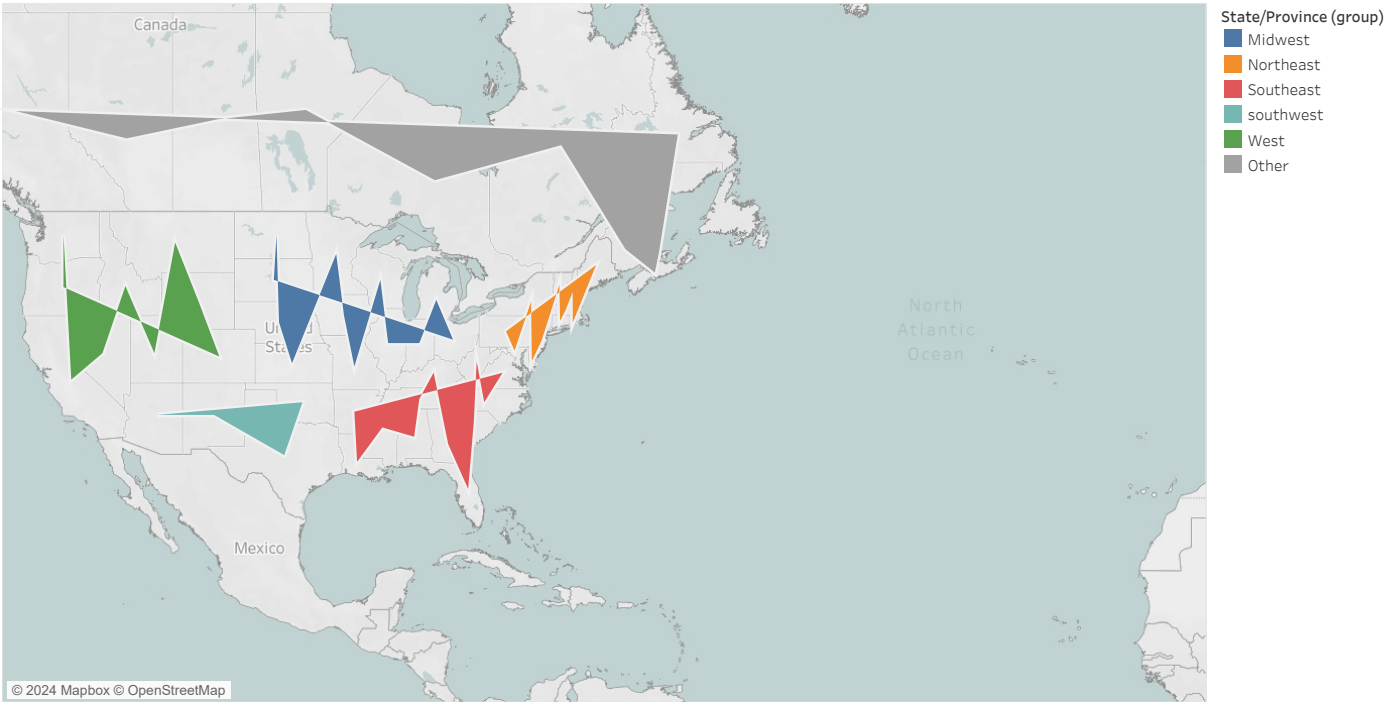 Canada
United
States
Mexico
North
Atlantic
Ocean
© 2024 Mapbox © OpenStreetMap
State/Province (group)
Midwest
Northeast
Southeast
southwest
West
Other